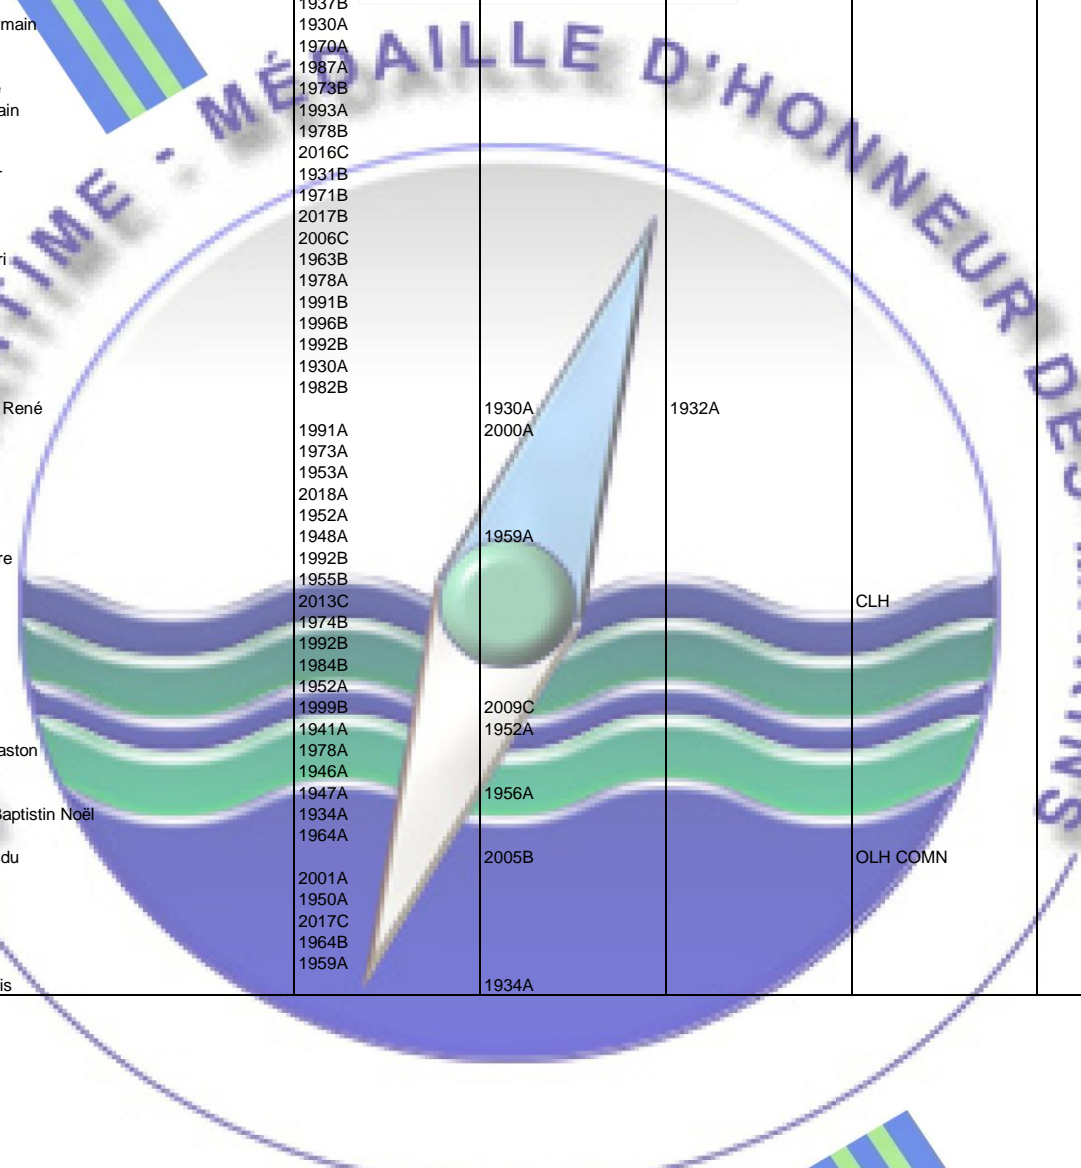 1937B
main 1930A
1970A
1987A
1973B
ain 1993A
1978B
2016C
1931B
1971B
2017B
2006C
ri 1963B
1978A
1991B
1996B
1992B
1930A
1982B
René 1930A 1932A
1991A 2000A
1973A
1953A
2018A
1952A
1948A 1959A
re 1992B
1955B
2013C CLH
1974B
1992B
1984B
1952A
1999B 2009C
1941A 1952A
aston 1978A
1946A
1947A 1956A
Baptistin Noël 1934A
1964A
du 2005B OLH COMN
2001A
1950A
2017C
1964B
1959A
is 1934A
TIME - MÉDAILLE D'HONNEUR DES